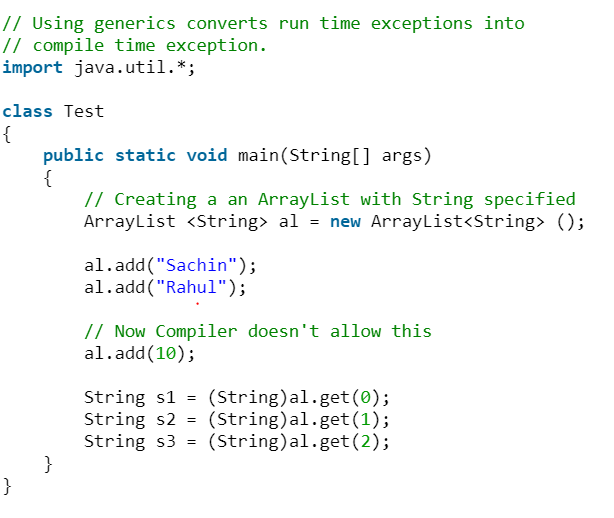 // Using generics converts run time exceptions into
// compile time exception.
import java.util.*;
class Test
{
public static void main(String[] args)
{
// Creating a an ArrayList with String specified
ArrayList <String> al = new ArrayList<String> ();
al.add("Sachin");
al.add("Rahul");
// Now Compiler doesn't allow this
al.add(10);
String s1 = (String)al.get(0);
String s2 = (String)al.get(1);
String s3 = (String)al.get(2);
}
}